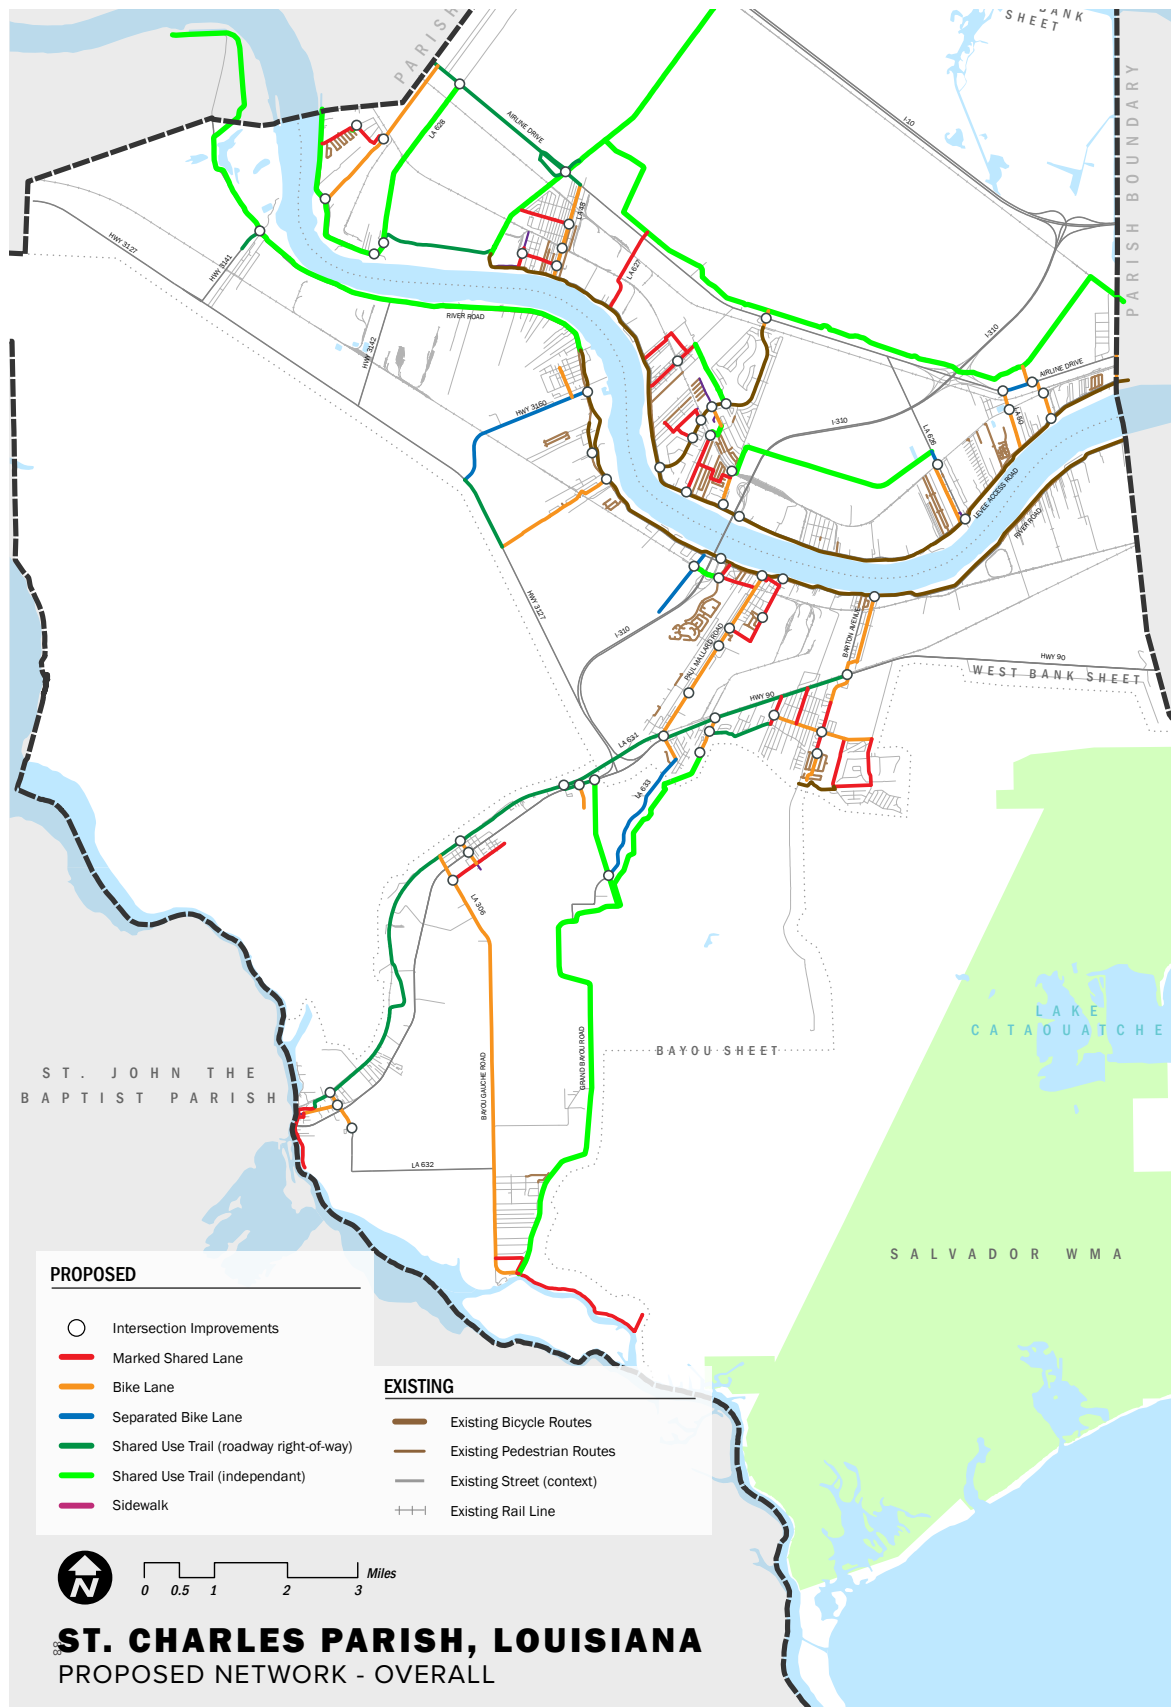 BANK
SHEET
PARISH
PARISH BOUNDARY
I-10
AIRLINE DRIVE
LA 628
LA 48
HWY 3127
HWY 3141
LA 627
RIVER ROAD
HWY 3142
I-310
AIRLINE DRIVE
HWY 3160
I-310
LA 50
LA 626
LEVEE ACCESS ROAD
RIVER ROAD
HWY 3127
I-310
PAUL MALLARD ROAD
BARTON AVENUE
HWY 90
WEST BANK SHEET
HWY 90
LA 631
LA 633
LA 306
LAKE
CATAOUATCHE
BAYOU SHEET
GRAND BAYOU ROAD
BAYOU GAUCHE ROAD
ST. JOHN THE
BAPTIST PARISH
LA 632
SALVADOR WMA
PROPOSED
Intersection Improvements
Marked Shared Lane
Bike Lane
Separated Bike Lane
Shared Use Trail (roadway right-of-way)
Shared Use Trail (independant)
Sidewalk
EXISTING
Existing Bicycle Routes
Existing Pedestrian Routes
Existing Street (context)
Existing Rail Line
N
0 0.5 1 2 3 Miles
88
ST. CHARLES PARISH, LOUISIANA
PROPOSED NETWORK - OVERALL